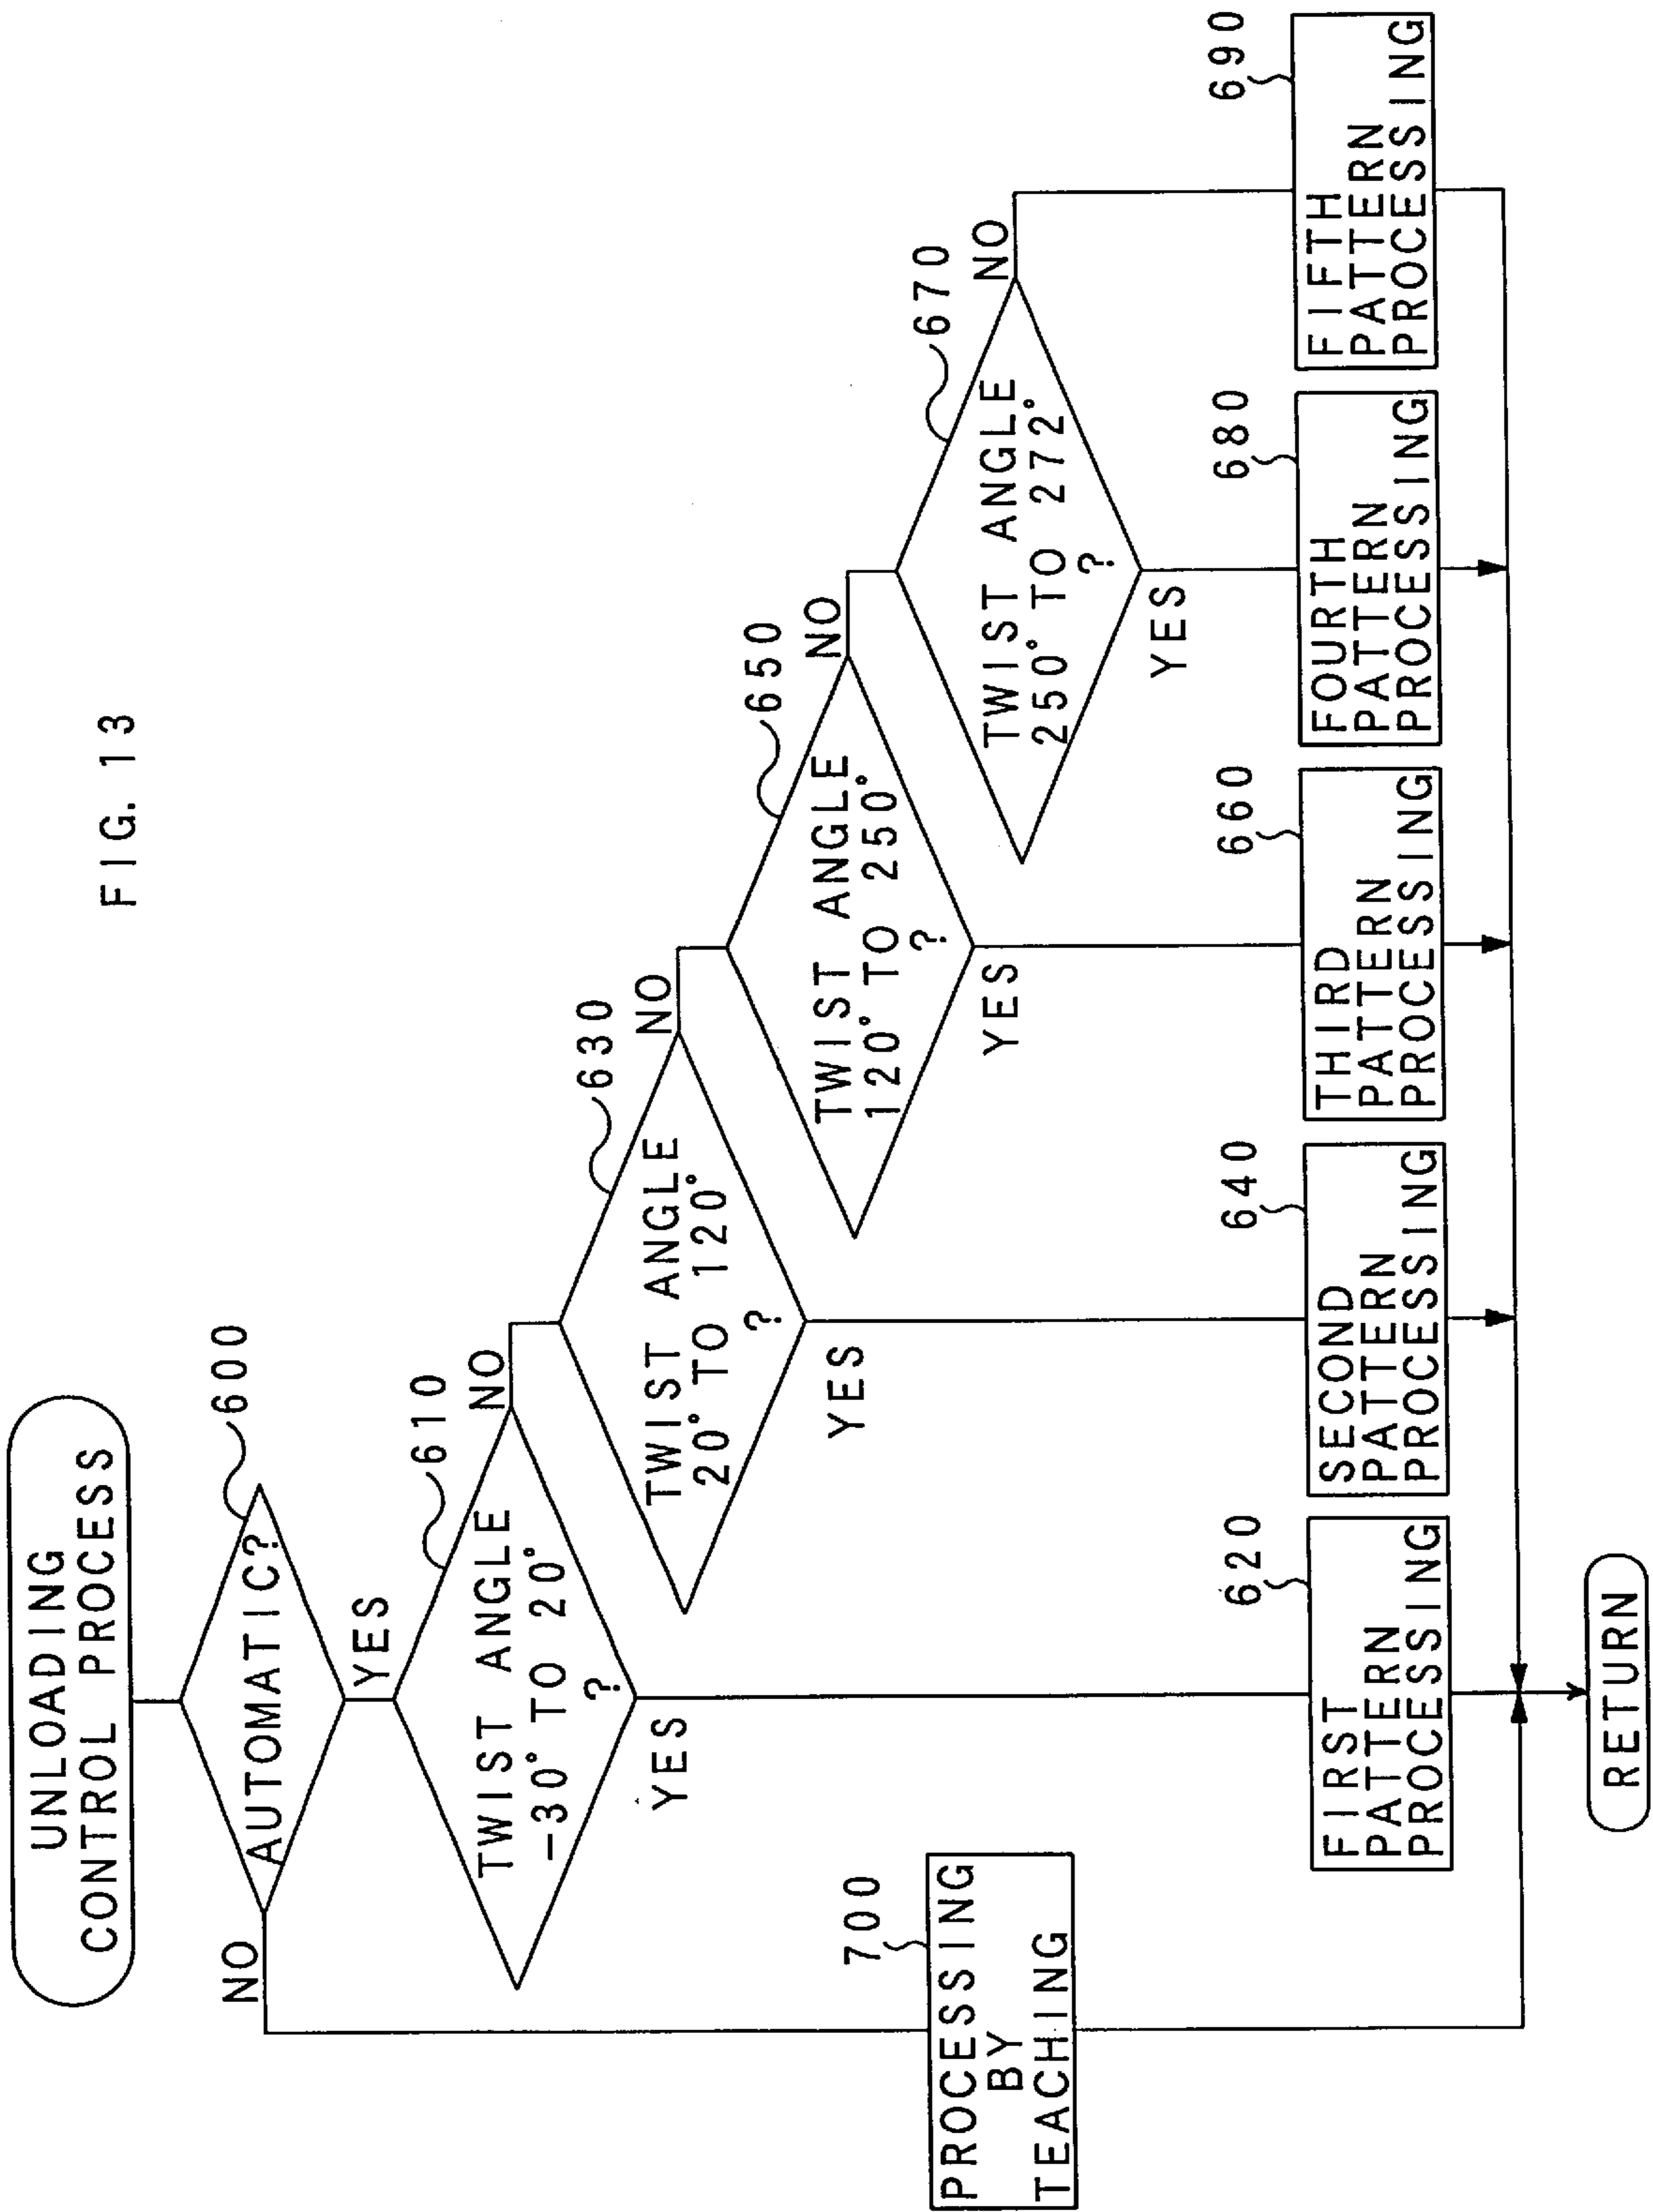 FIG. 13
UNLOADING
CONTROL PROCESS
600
AUTOMATIC?
NO
YES
610
TWIST ANGLE
-30° TO 20°
?
NO
YES
630
TWIST ANGLE
20° TO 120°
?
NO
YES
650
TWIST ANGLE
120° TO 250°
?
NO
YES
670
TWIST ANGLE
250° TO 272°
?
NO
YES
700
PROCESSING
BY
TEACHING
620
FIRST
PATTERN
PROCESSING
640
SECOND
PATTERN
PROCESSING
660
THIRD
PATTERN
PROCESSING
680
FOURTH
PATTERN
PROCESSING
690
FIFTH
PATTERN
PROCESSING
RETURN